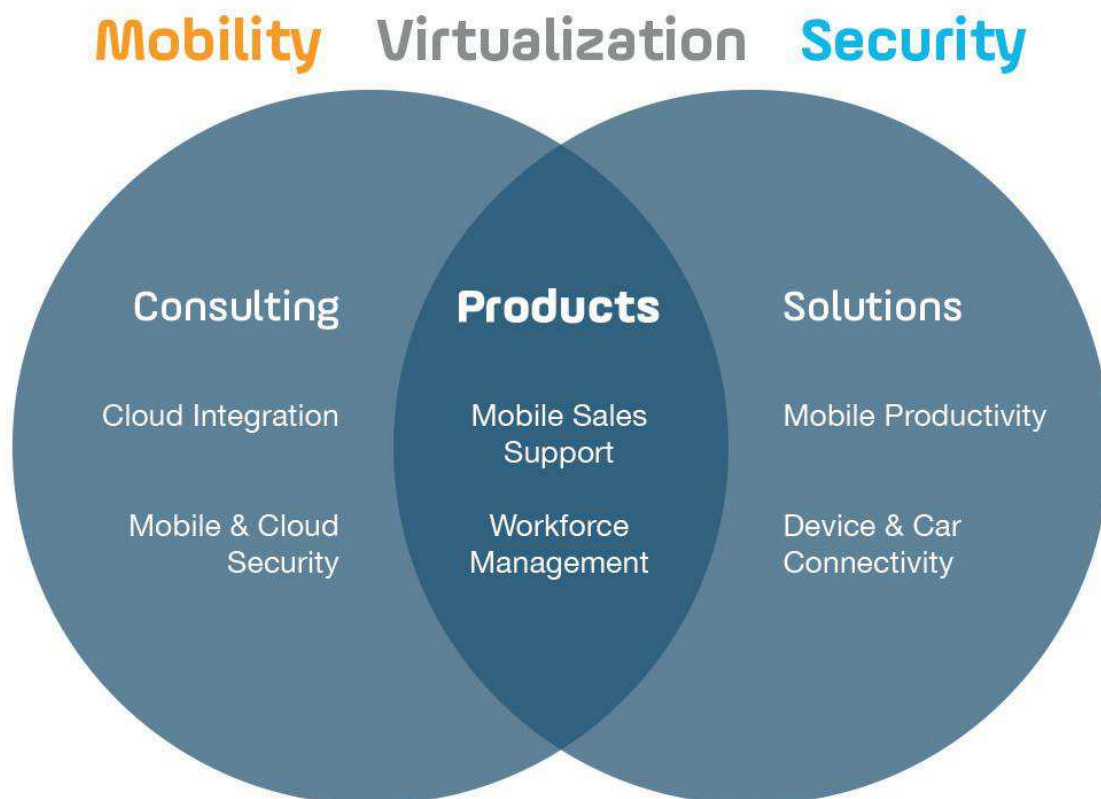 Mobility Virtualization Security
Consulting
Cloud Integration
Mobile & Cloud
Security
Products
Mobile Sales
Support
Workforce
Management
Solutions
Mobile Productivity
Device & Car
Connectivity